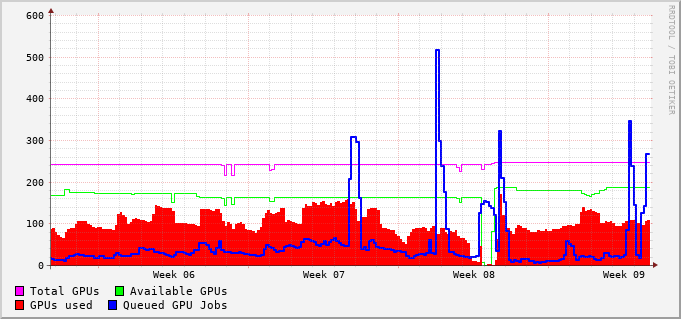 600
500
400
300
200
100
0
Week 06 Week 07 Week 08 Week 09
Total GPUs Available GPUs
GPUs used Queued GPU Jobs
RRDTOOL / TOBI OETIKER